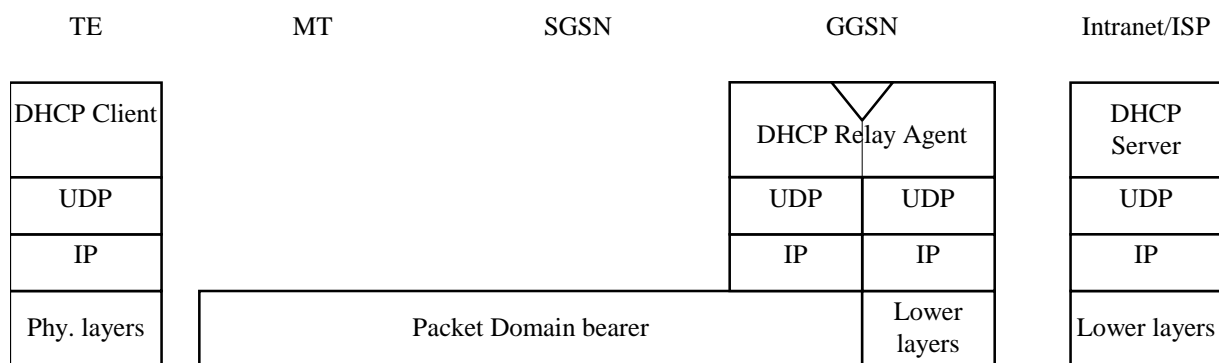 TE MT SGSN GGSN Intranet/ISP
DHCP Client
DHCP Relay Agent
DHCP
Server
UDP UDP UDP UDP
IP IP IP IP
Phy. layers Packet Domain bearer Lower
layers Lower layers